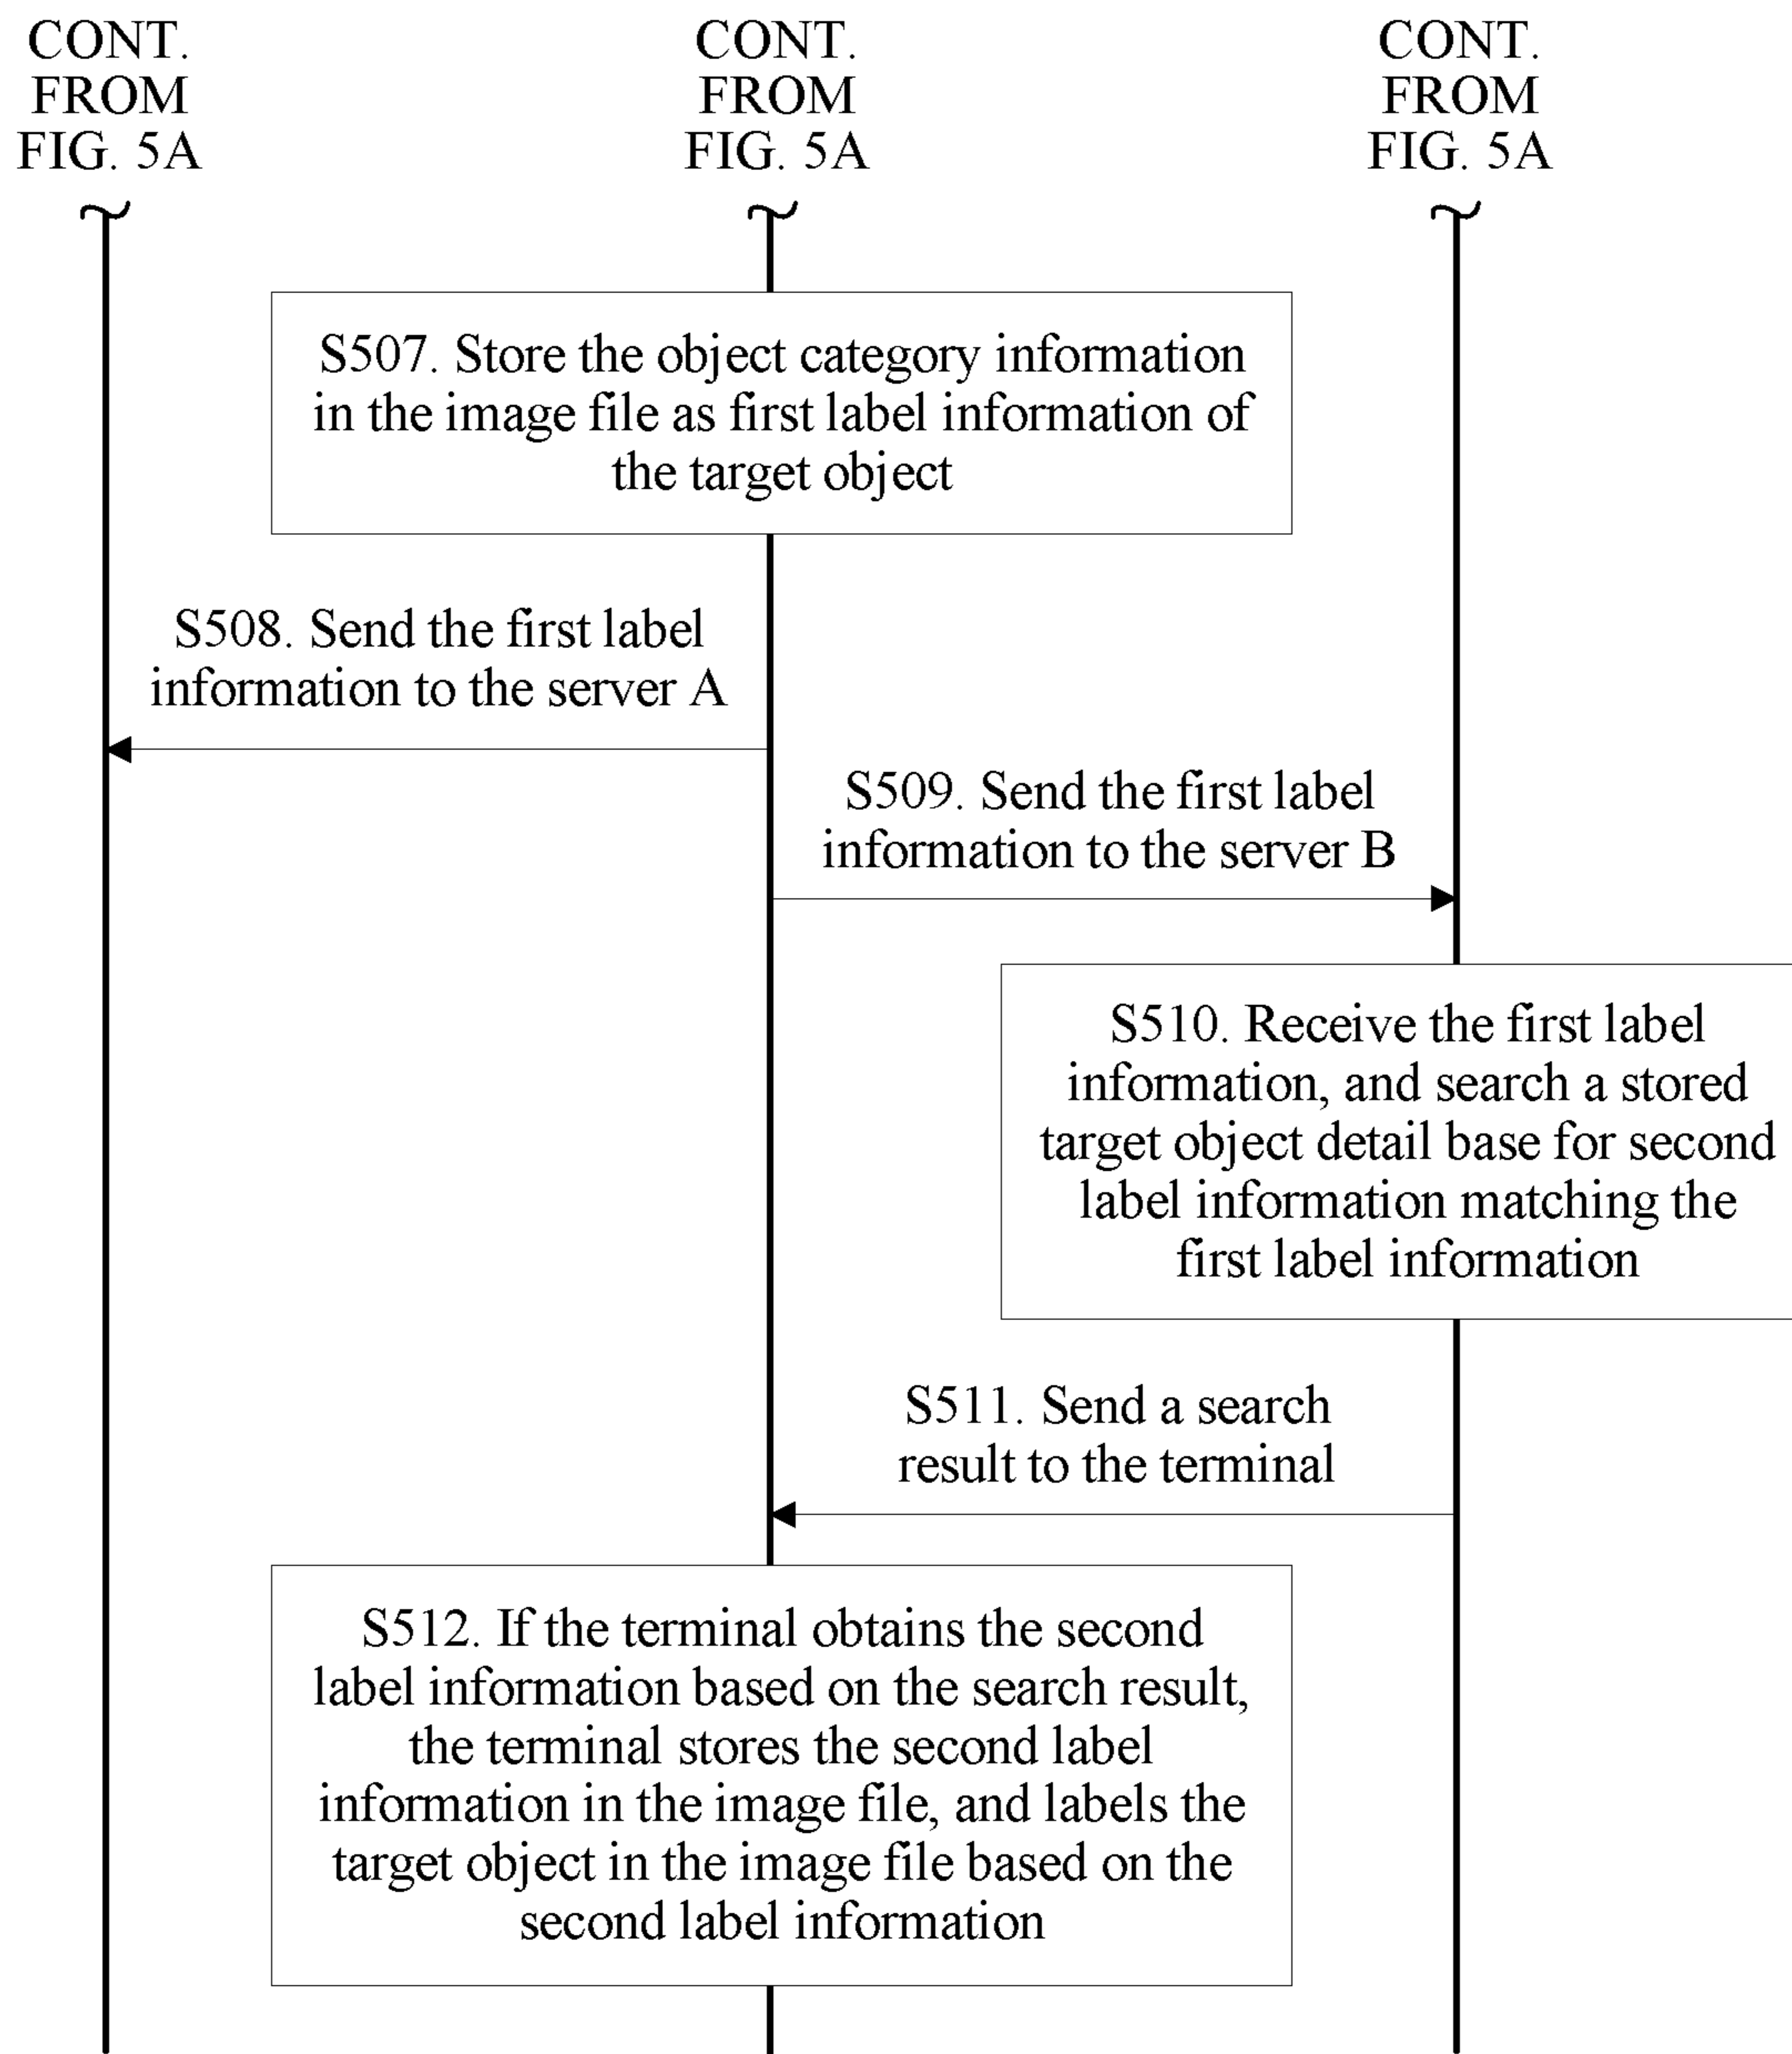 CONT.
FROM
FIG. 5A
CONT.
FROM
FIG. 5A
CONT.
FROM
FIG. 5A
S507. Store the object category information
in the image file as first label information of
the target object
S508. Send the first label
information to the server A
S509. Send the first label
information to the server B
S510. Receive the first label
information, and search a stored
target object detail base for second
label information matching the
first label information
S511. Send a search
result to the terminal
S512. If the terminal obtains the second
label information based on the search result,
the terminal stores the second label
information in the image file, and labels the
target object in the image file based on the
second label information